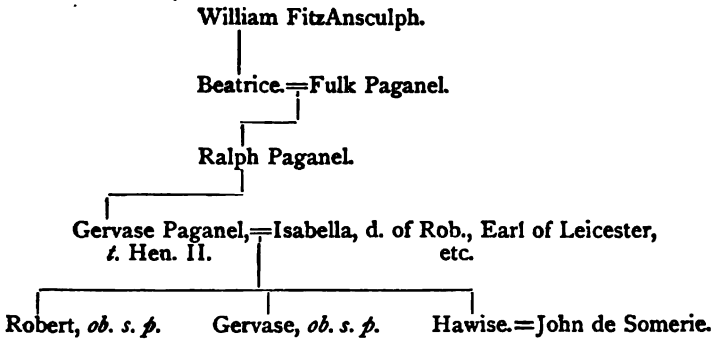 William FitzAnsculph.
Beatrice.=Fulk Paganel.
Ralph Paganel.
Gervase Paganel,=Isabella, d. of Rob., Earl of Leicester,
t. Hen. II. etc.
Robert, ob. s. p. Gervase, ob. s. p. Hawise.=John de Somerie.